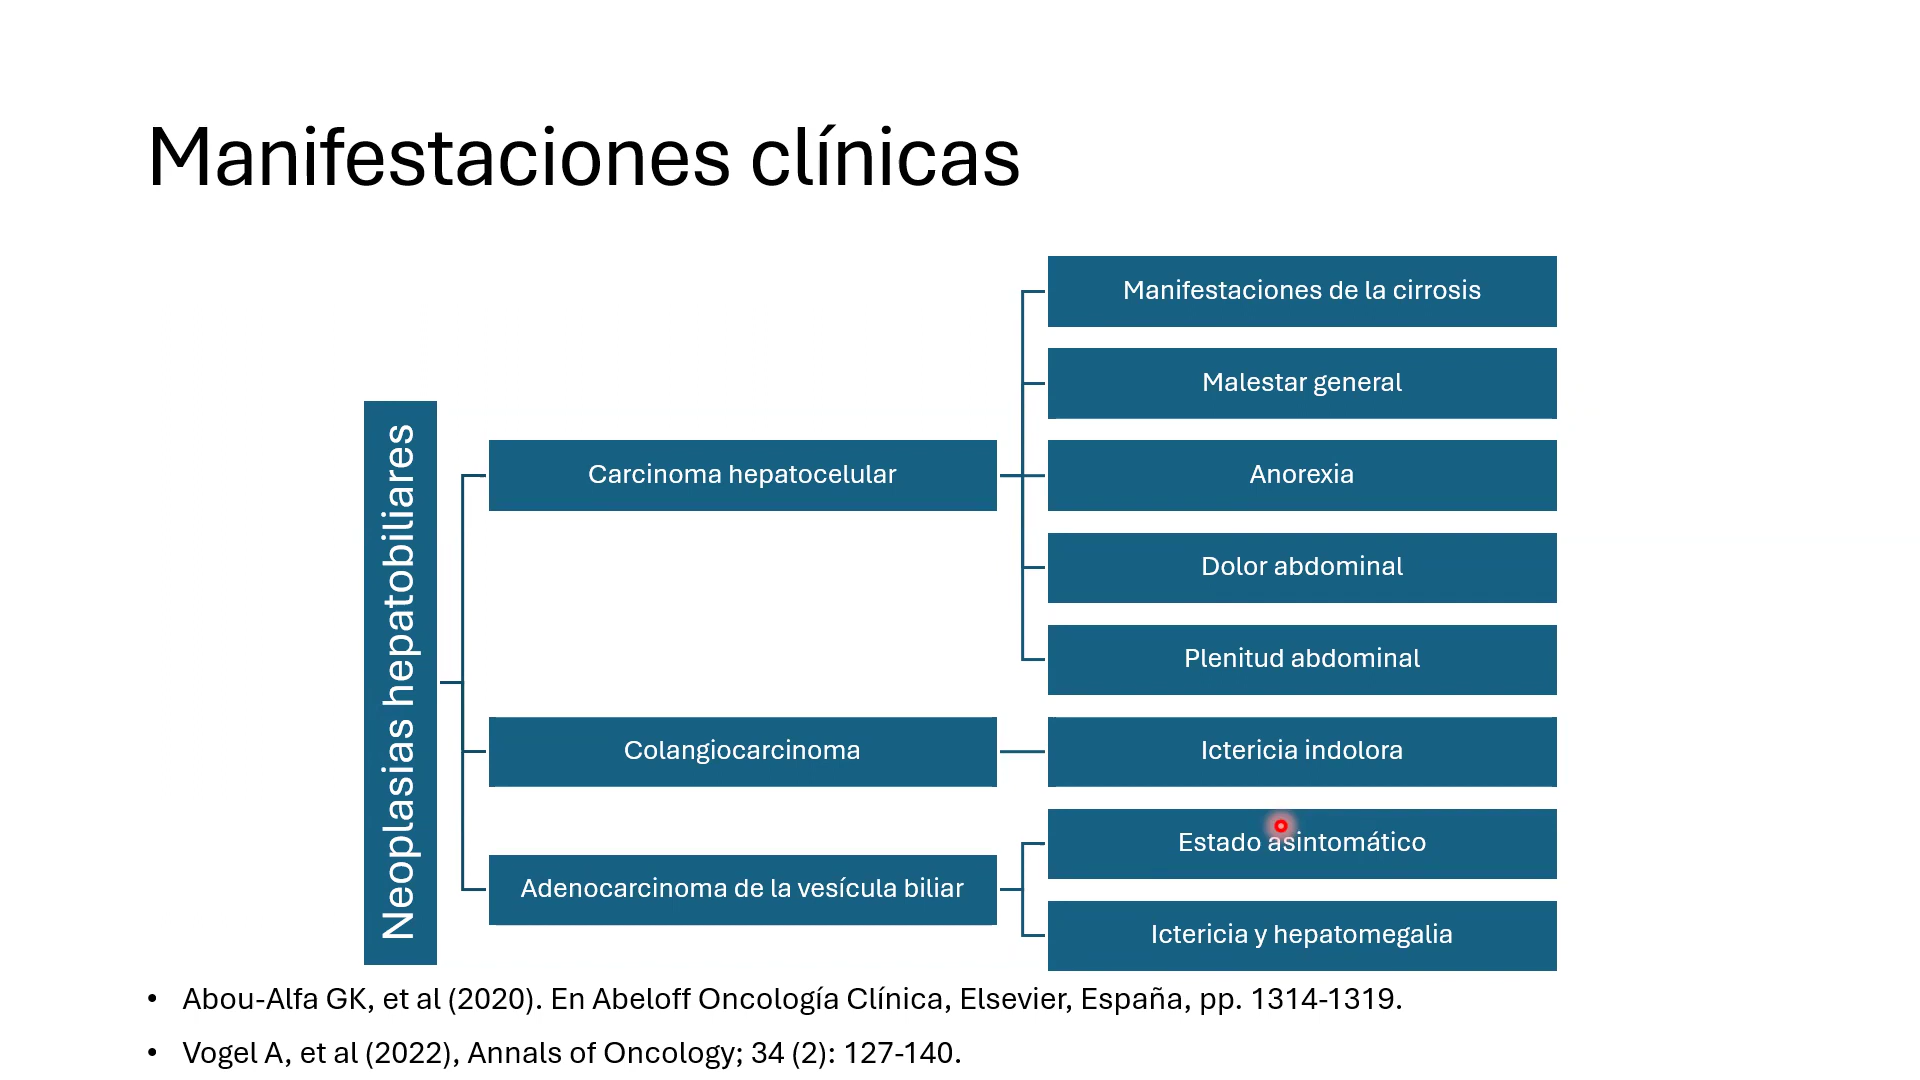 Manifestaciones clínicas
Neoplasias hepatobiliares
Carcinoma hepatocelular
Manifestaciones de la cirrosis
Malestar general
Anorexia
Dolor abdominal
Plenitud abdominal
Colangiocarcinoma
Ictericia indolora
Adenocarcinoma de la vesícula biliar
Estado asintomático
Ictericia y hepatomegalia
• Abou-Alfa GK, et al (2020). En Abeloff Oncología Clínica, Elsevier, España, pp. 1314-1319.
• Vogel A, et al (2022), Annals of Oncology; 34 (2): 127-140.